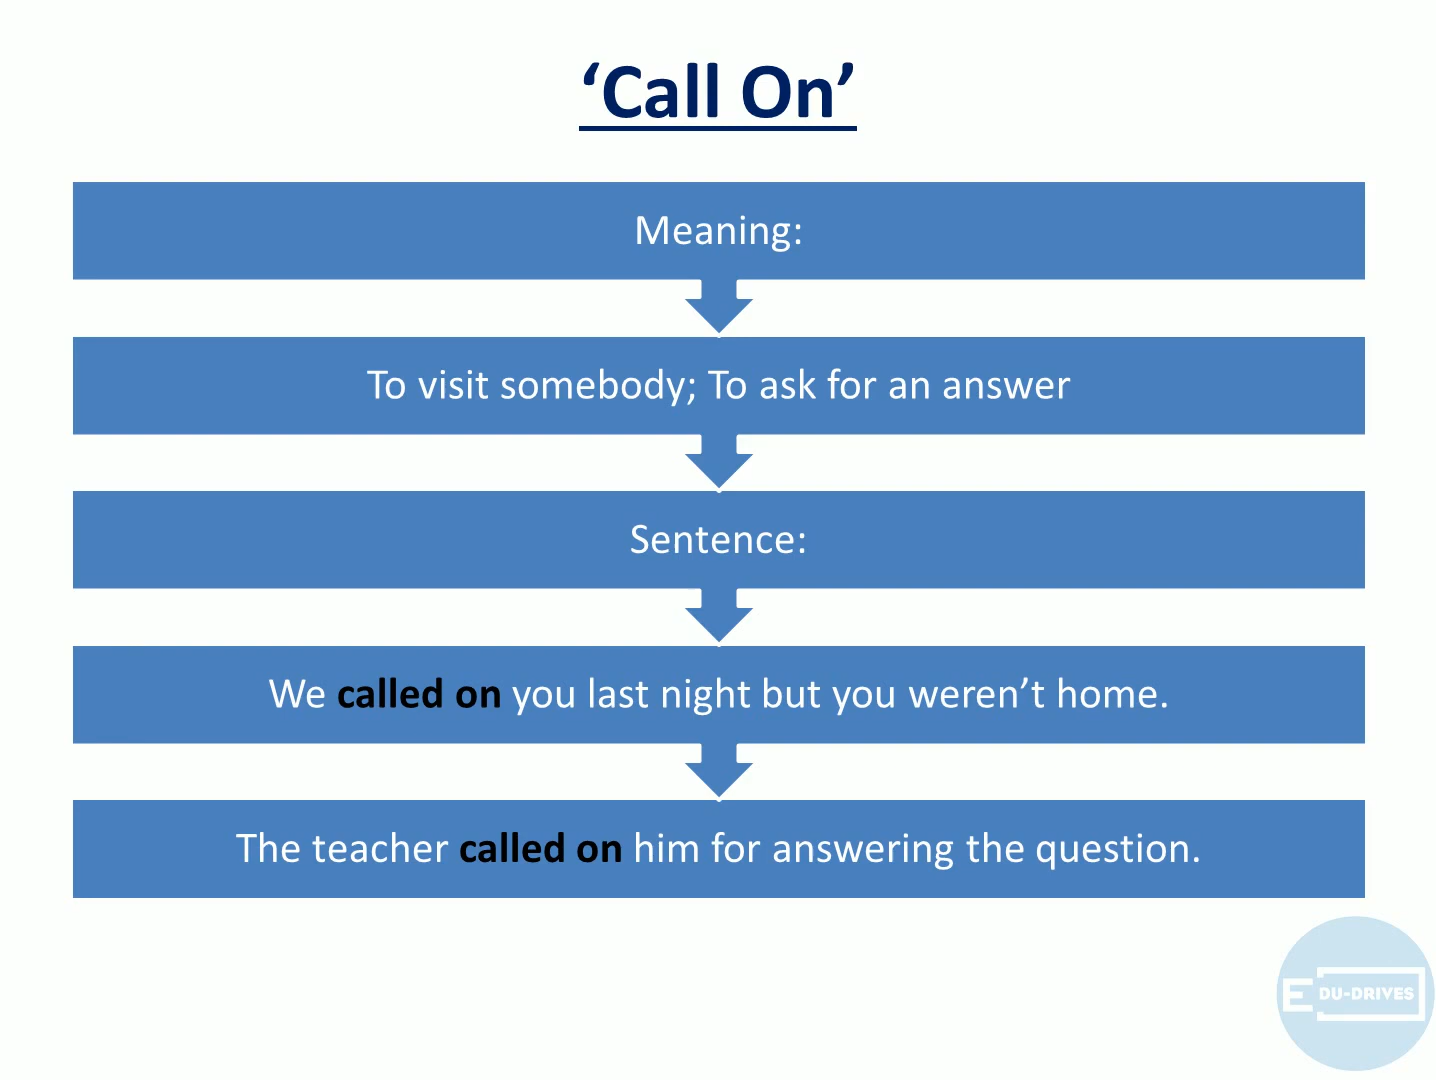 ‘Call On’
Meaning:
To visit somebody; To ask for an answer
Sentence:
We called on you last night but you weren’t home.
The teacher called on him for answering the question.
EDU-DRIVES